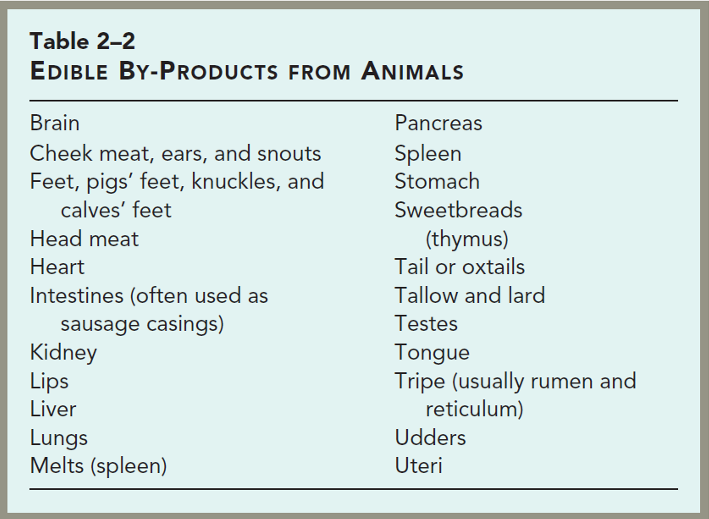 Table 2–2
EDIBLE BY-PRODUCTS FROM ANIMALS
Brain
Cheek meat, ears, and snouts
Feet, pigs’ feet, knuckles, and
calves’ feet
Head meat
Heart
Intestines (often used as
sausage casings)
Kidney
Lips
Liver
Lungs
Melts (spleen)
Pancreas
Spleen
Stomach
Sweetbreads
(thymus)
Tail or oxtails
Tallow and lard
Testes
Tongue
Tripe (usually rumen and
reticulum)
Udders
Uteri